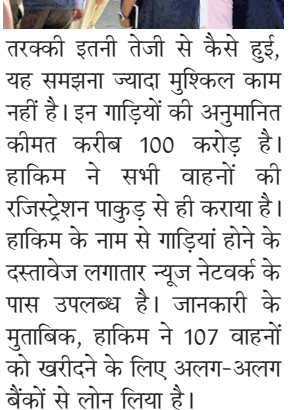 तरक्की इतनी तेजी से कैसे हुई,
यह समझना ज्यादा मुश्किल काम
नहीं है। इन गाड़ियों की अनुमानित
कीमत करीब 100 करोड़ है।
हाकिम ने सभी वाहनों की
रजिस्ट्रेशन पाकुड़ से ही कराया है।
हाकिम के नाम से गाड़ियां होने के
दस्तावेज लगातार न्यूज नेटवर्क के
पास उपलब्ध है। जानकारी के
मुताबिक, हाकिम ने 107 वाहनों
को खरीदने के लिए अलग-अलग
बैंकों से लोन लिया है।